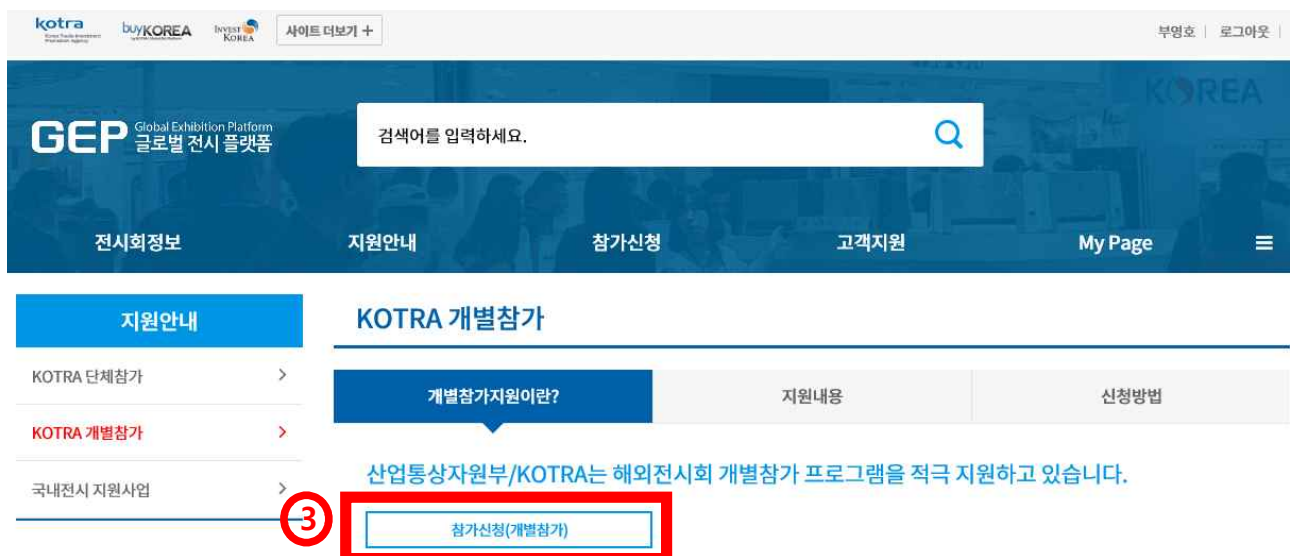 kotra
Korea Trade-Investment
Promotion Agency
buyKOREA
INVEST
KOREA
사이트 더보기 +
부영호 | 로그아웃 |
KOREA
GEP Global Exhibition Platform
글로벌 전시 플랫폼
검색어를 입력하세요.
전시회정보 지원안내 참가신청 고객지원 My Page
지원안내
KOTRA 개별참가
KOTRA 단체참가
KOTRA 개별참가
국내전시 지원사업
개별참가지원이란? 지원내용 신청방법
산업통상자원부/KOTRA는 해외전시회 개별참가 프로그램을 적극 지원하고 있습니다.
3
참가신청(개별참가)